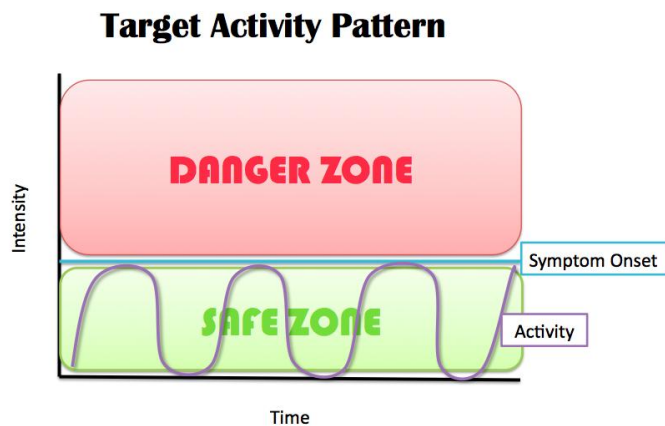 Target Activity Pattern
DANGER ZONE
Intensity
Symptom Onset
SAFE ZONE
Activity
Time